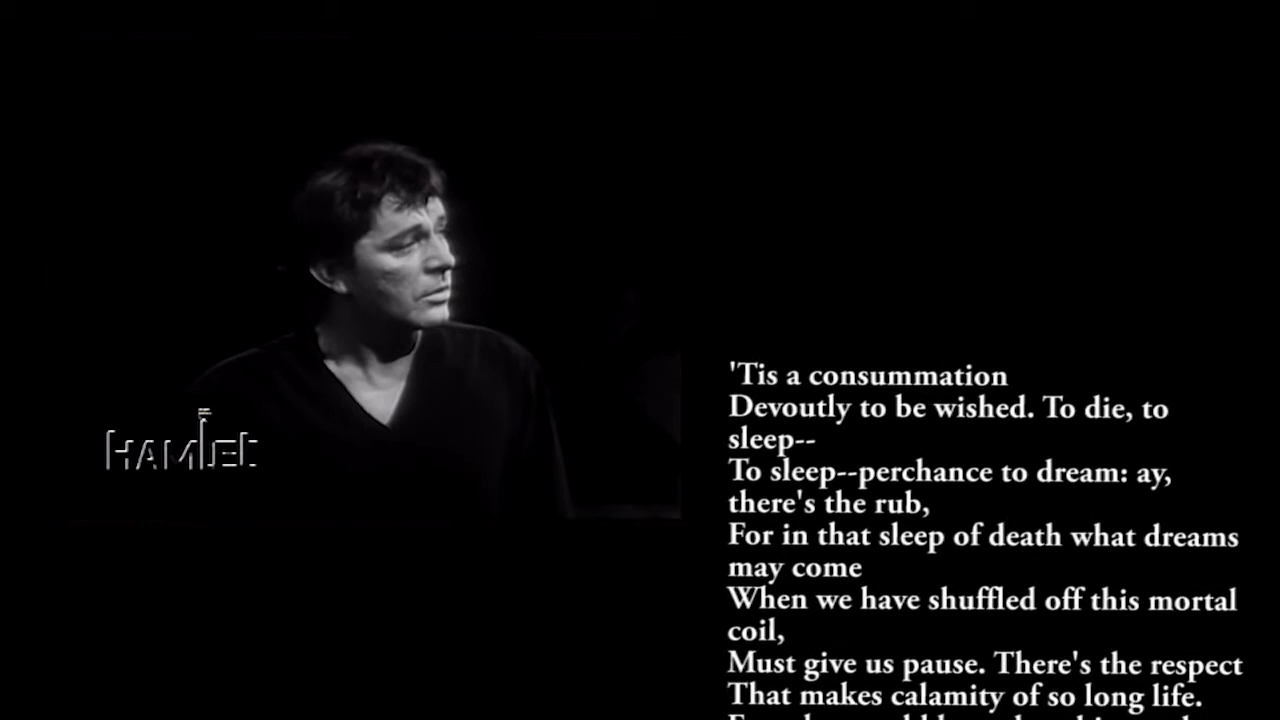 HAMLET
'Tis a consummation
Devoutly to be wished. To die, to
sleep--
To sleep--perchance to dream: ay,
there's the rub,
For in that sleep of death what dreams
may come
When we have shuffled off this mortal
coil,
Must give us pause. There's the respect
That makes calamity of so long life.